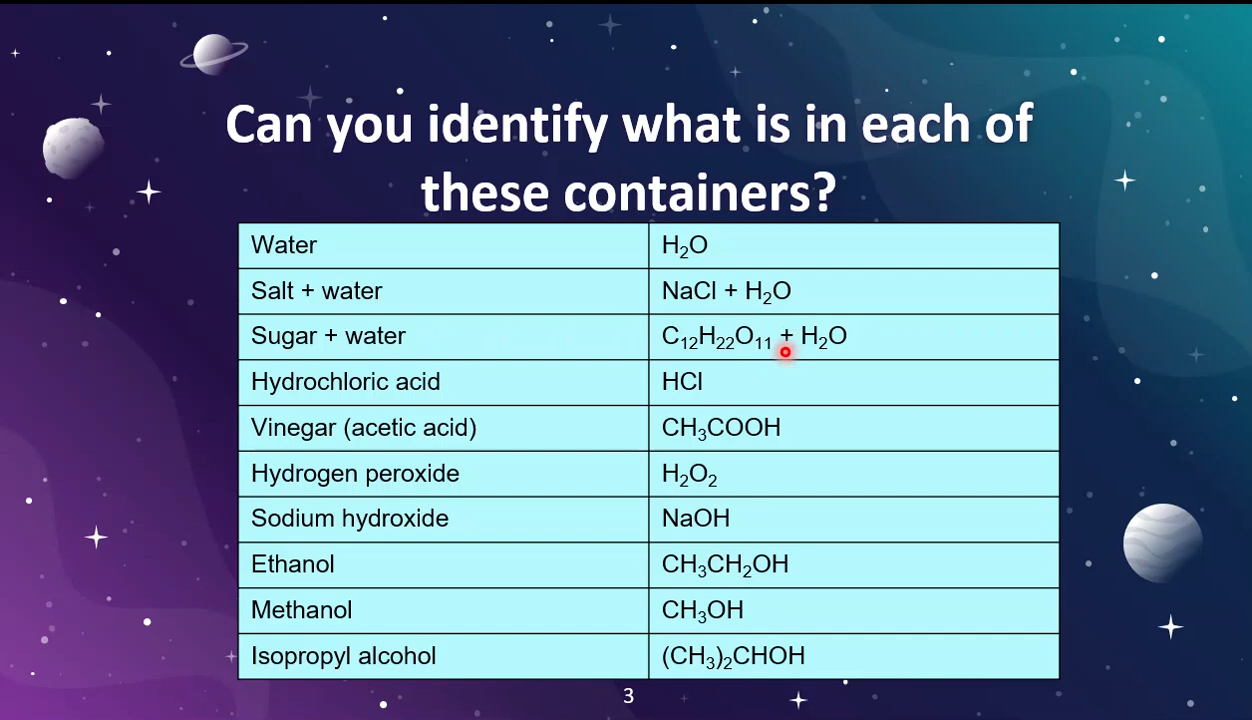 Can you identify what is in each of
these containers?
Water H₂O
Salt + water NaCl + H₂O
Sugar + water C₁₂H₂₂O₁₁ + H₂O
Hydrochloric acid HCl
Vinegar (acetic acid) CH₃COOH
Hydrogen peroxide H₂O₂
Sodium hydroxide NaOH
Ethanol CH₃CH₂OH
Methanol CH₃OH
Isopropyl alcohol (CH₃)₂CHOH
3